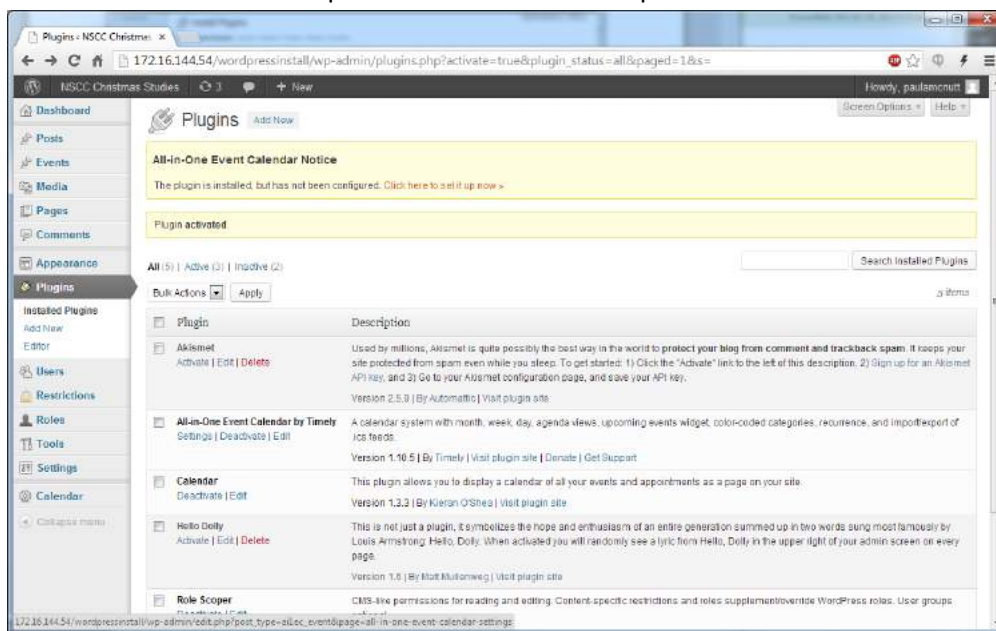 Plugins ‹ NSCC Christmas ×
172.16.144.54/wordpressinstall/wp-admin/plugins.php?activate=true&plugin_status=all&paged=1&s=
NSCC Christmas Studies 3 + New Howdy, paulamcnutt
Dashboard
Posts
Events
Media
Pages
Comments
Appearance
Plugins
Installed Plugins
Add New
Editor
Users
Restrictions
Roles
Tools
Settings
Calendar
Collapse menu
Screen Options Help
Plugins Add New
All-in-One Event Calendar Notice
The plugin is installed, but has not been configured. Click here to set it up now »
Plugin activated
All (5) | Active (3) | Inactive (2)
Search Installed Plugins
Bulk Actions Apply
5 items
Plugin Description
Akismet
Activate | Edit | Delete
Used by millions, Akismet is quite possibly the best way in the world to protect your blog from comment and trackback spam. It keeps your
site protected from spam even while you sleep. To get started: 1) Click the "Activate" link to the left of this description, 2) Sign up for an Akismet
API key, and 3) Go to your Akismet configuration page, and save your API key.
Version 2.5.9 | By Automattic | Visit plugin site
All-in-One Event Calendar by Timely
Settings | Deactivate | Edit
A calendar system with month, week, day, agenda views, upcoming events widget, color-coded categories, recurrence, and import/export of
.ics feeds.
Version 1.10.5 | By Timely | Visit plugin site | Donate | Get Support
Calendar
Deactivate | Edit
This plugin allows you to display a calendar of all your events and appointments as a page on your site.
Version 1.3.3 | By Kieran O'Shea | Visit plugin site
Hello Dolly
Activate | Edit | Delete
This is not just a plugin, it symbolizes the hope and enthusiasm of an entire generation summed up in two words sung most famously by
Louis Armstrong: Hello, Dolly. When activated you will randomly see a lyric from Hello, Dolly in the upper right of your admin screen on every
page.
Version 1.6 | By Matt Mullenweg | Visit plugin site
Role Scoper
CMS-like permissions for reading and editing. Content-specific restrictions and roles supplement/override WordPress roles. User groups
172.16.144.54/wordpressinstall/wp-admin/edit.php?post_type=ai1ec_event&page=all-in-one-event-calendar-settings